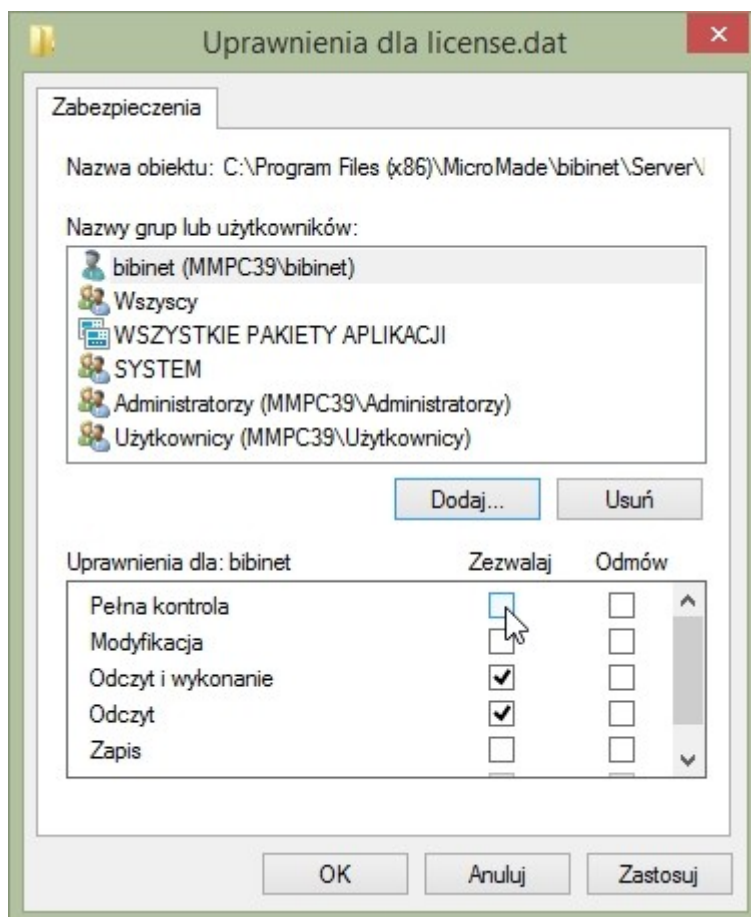 Uprawnienia dla license.dat
Zabezpieczenia
Nazwa obiektu: C:\Program Files (x86)\MicroMade\bibinet\Server\
Nazwy grup lub użytkowników:
bibinet (MMPC39\bibinet)
Wszyscy
WSZYSTKIE PAKIETY APLIKACJI
SYSTEM
Administratorzy (MMPC39\Administratorzy)
Użytkownicy (MMPC39\Użytkownicy)
Dodaj... Usuń
Uprawnienia dla: bibinet Zezwalaj Odmów
Pełna kontrola
Modyfikacja
Odczyt i wykonanie
Odczyt
Zapis
OK Anuluj Zastosuj